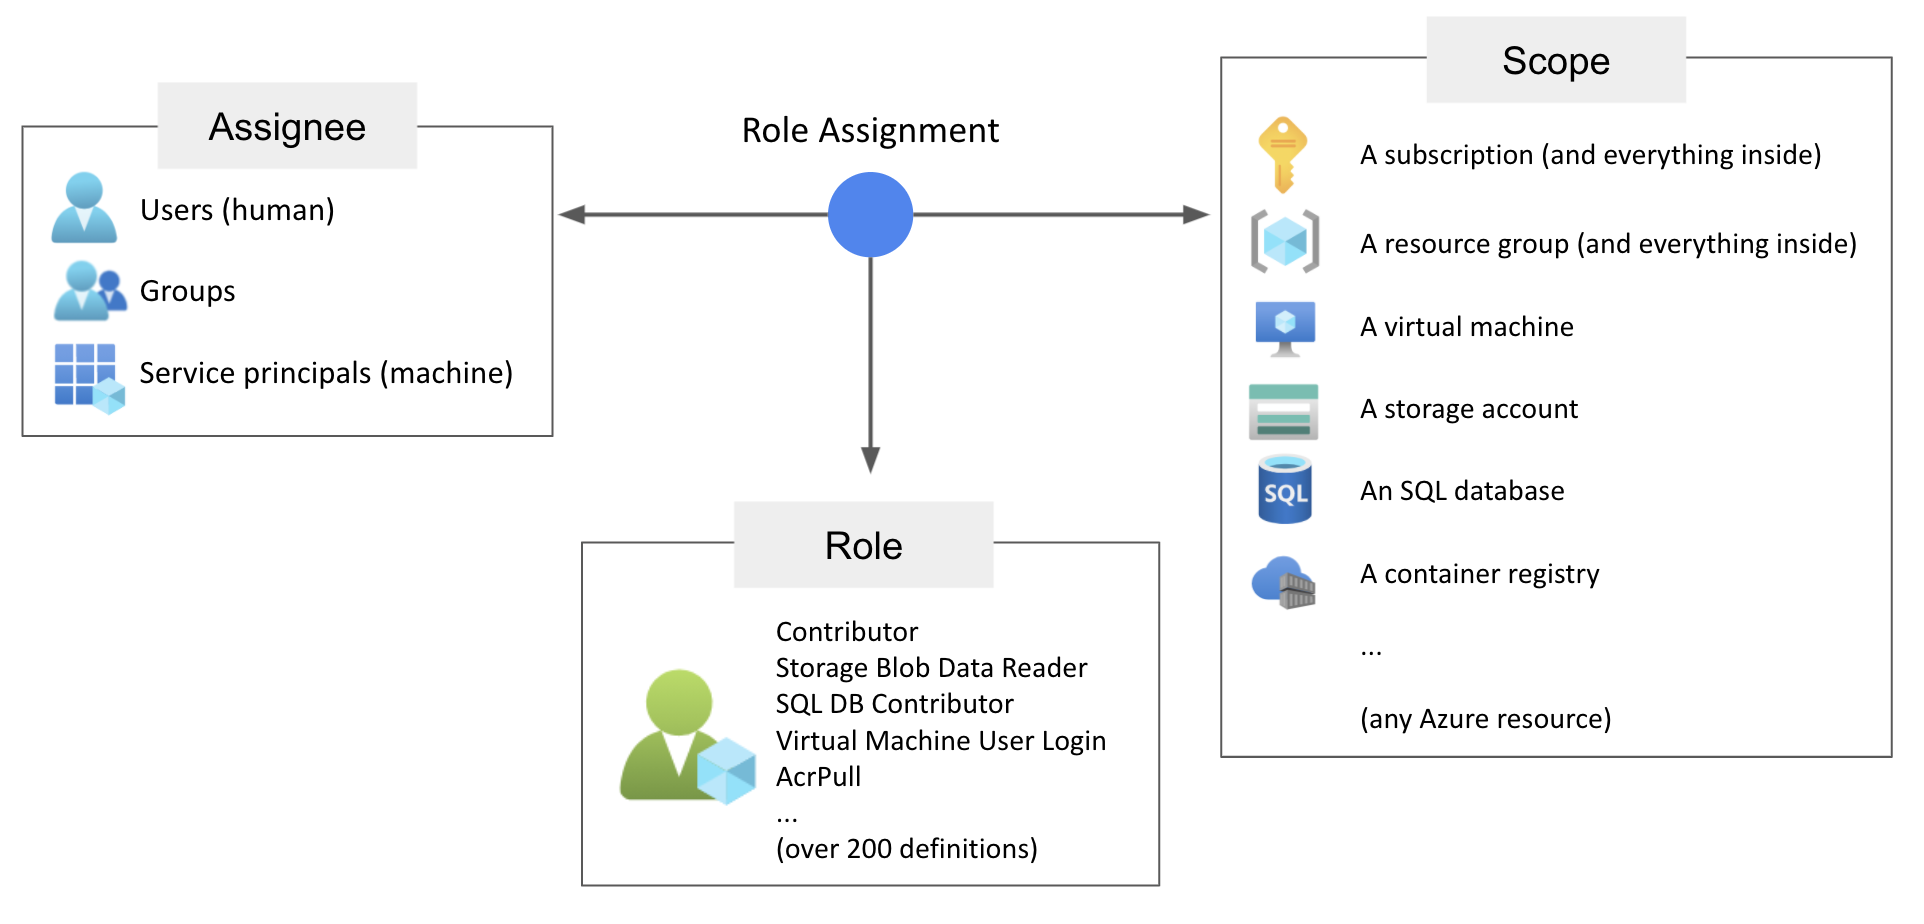 Assignee
Users (human)
Groups
Service principals (machine)
Role Assignment
Role
Contributor
Storage Blob Data Reader
SQL DB Contributor
Virtual Machine User Login
AcrPull
...
(over 200 definitions)
Scope
A subscription (and everything inside)
A resource group (and everything inside)
A virtual machine
A storage account
SQL
An SQL database
A container registry
...
(any Azure resource)